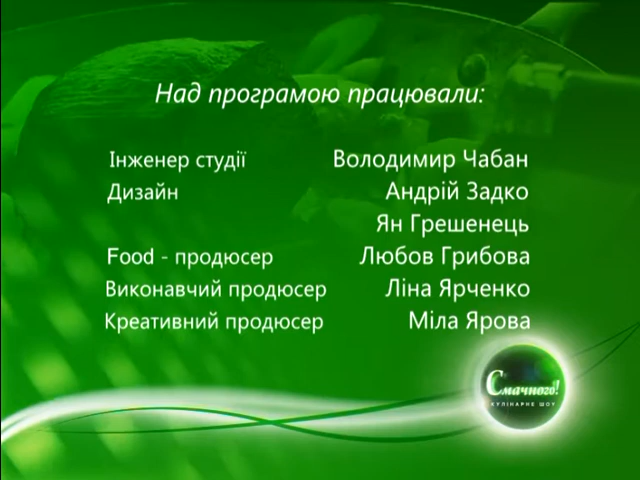 Над програмою працювали:
Інженер студії Володимир Чабан
Дизайн Андрій Задко
Ян Грешенець
Food - продюсер Любов Грибова
Виконавчий продюсер Ліна Ярченко
Креативний продюсер Міла Ярова
Смачного!
КУЛІНАРНЕ ШОУ